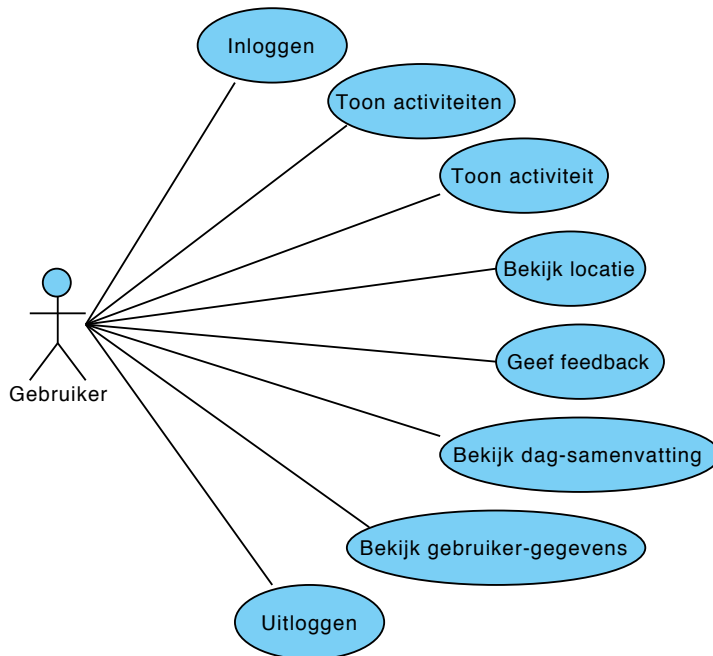 Inloggen
Toon activiteiten
Toon activiteit
Bekijk locatie
Geef feedback
Gebruiker
Bekijk dag-samenvatting
Bekijk gebruiker-gegevens
Uitloggen